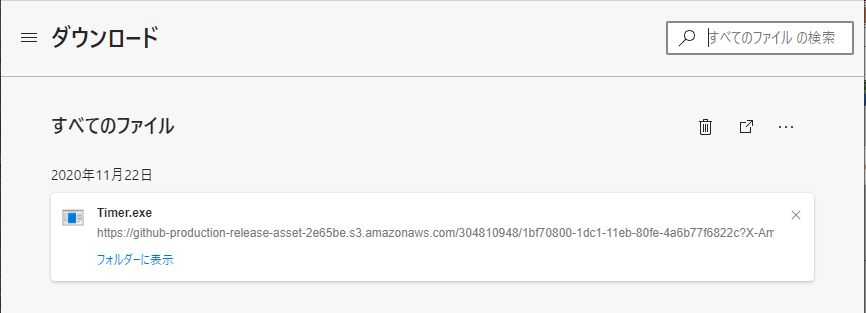 ダウンロード
すべてのファイル の検索
すべてのファイル
2020年11月22日
Timer.exe
https://github-production-release-asset-2e65be.s3.amazonaws.com/304810948/1bf70800-1dc1-11eb-80fe-4a6b77f6822c?X-Am
フォルダーに表示